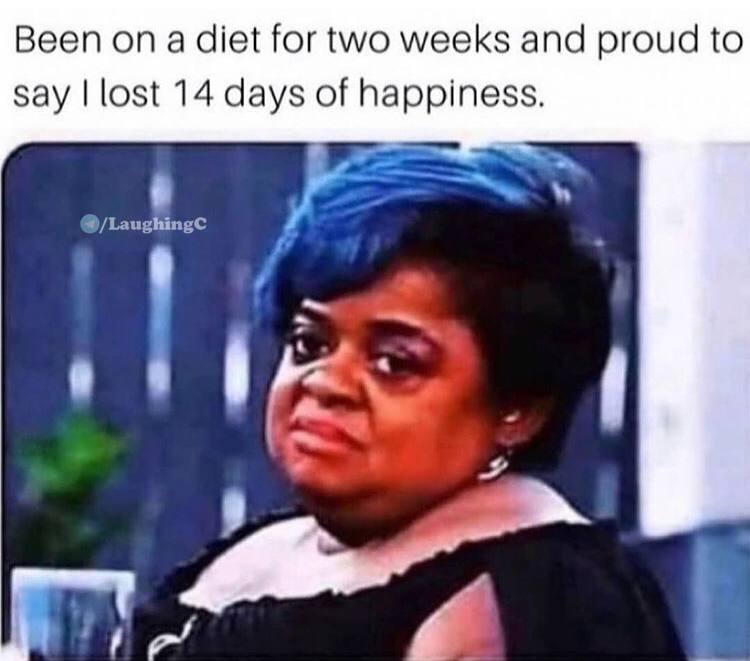 Been on a diet for two weeks and proud to
say I lost 14 days of happiness.
/LaughingC